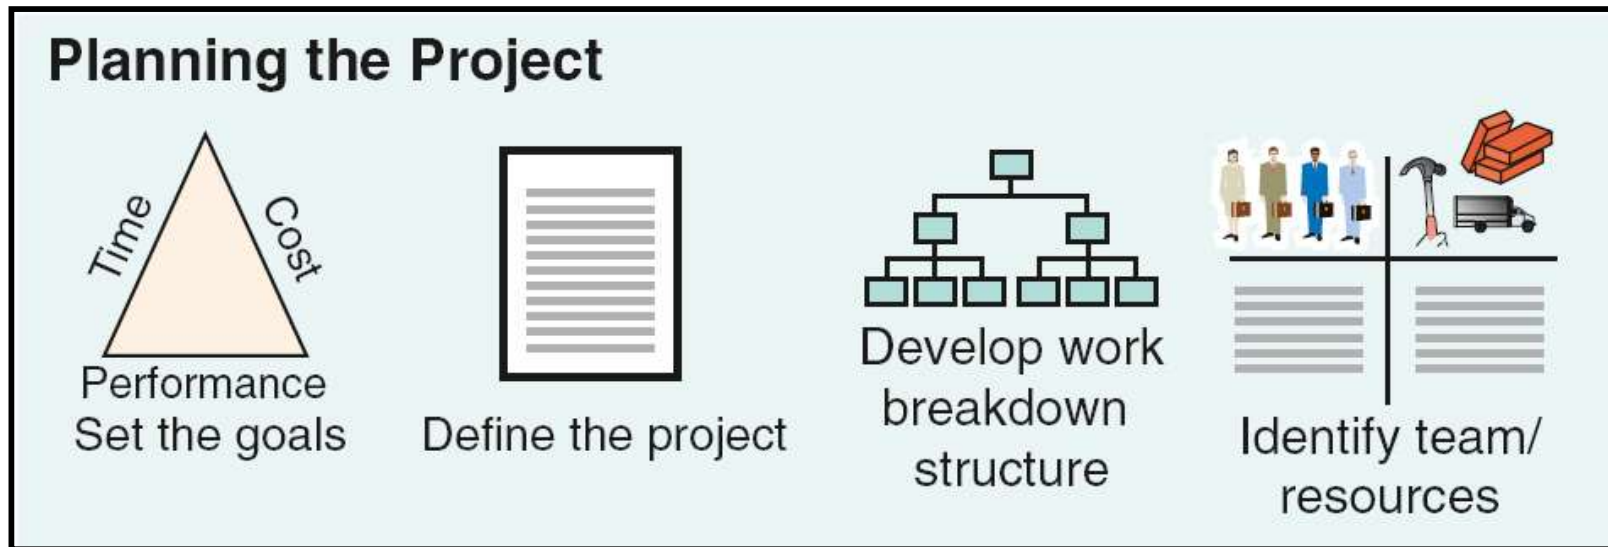 Planning the Project
Time
Cost
Performance
Set the goals
Define the project
Develop work
breakdown
structure
Identify team/
resources